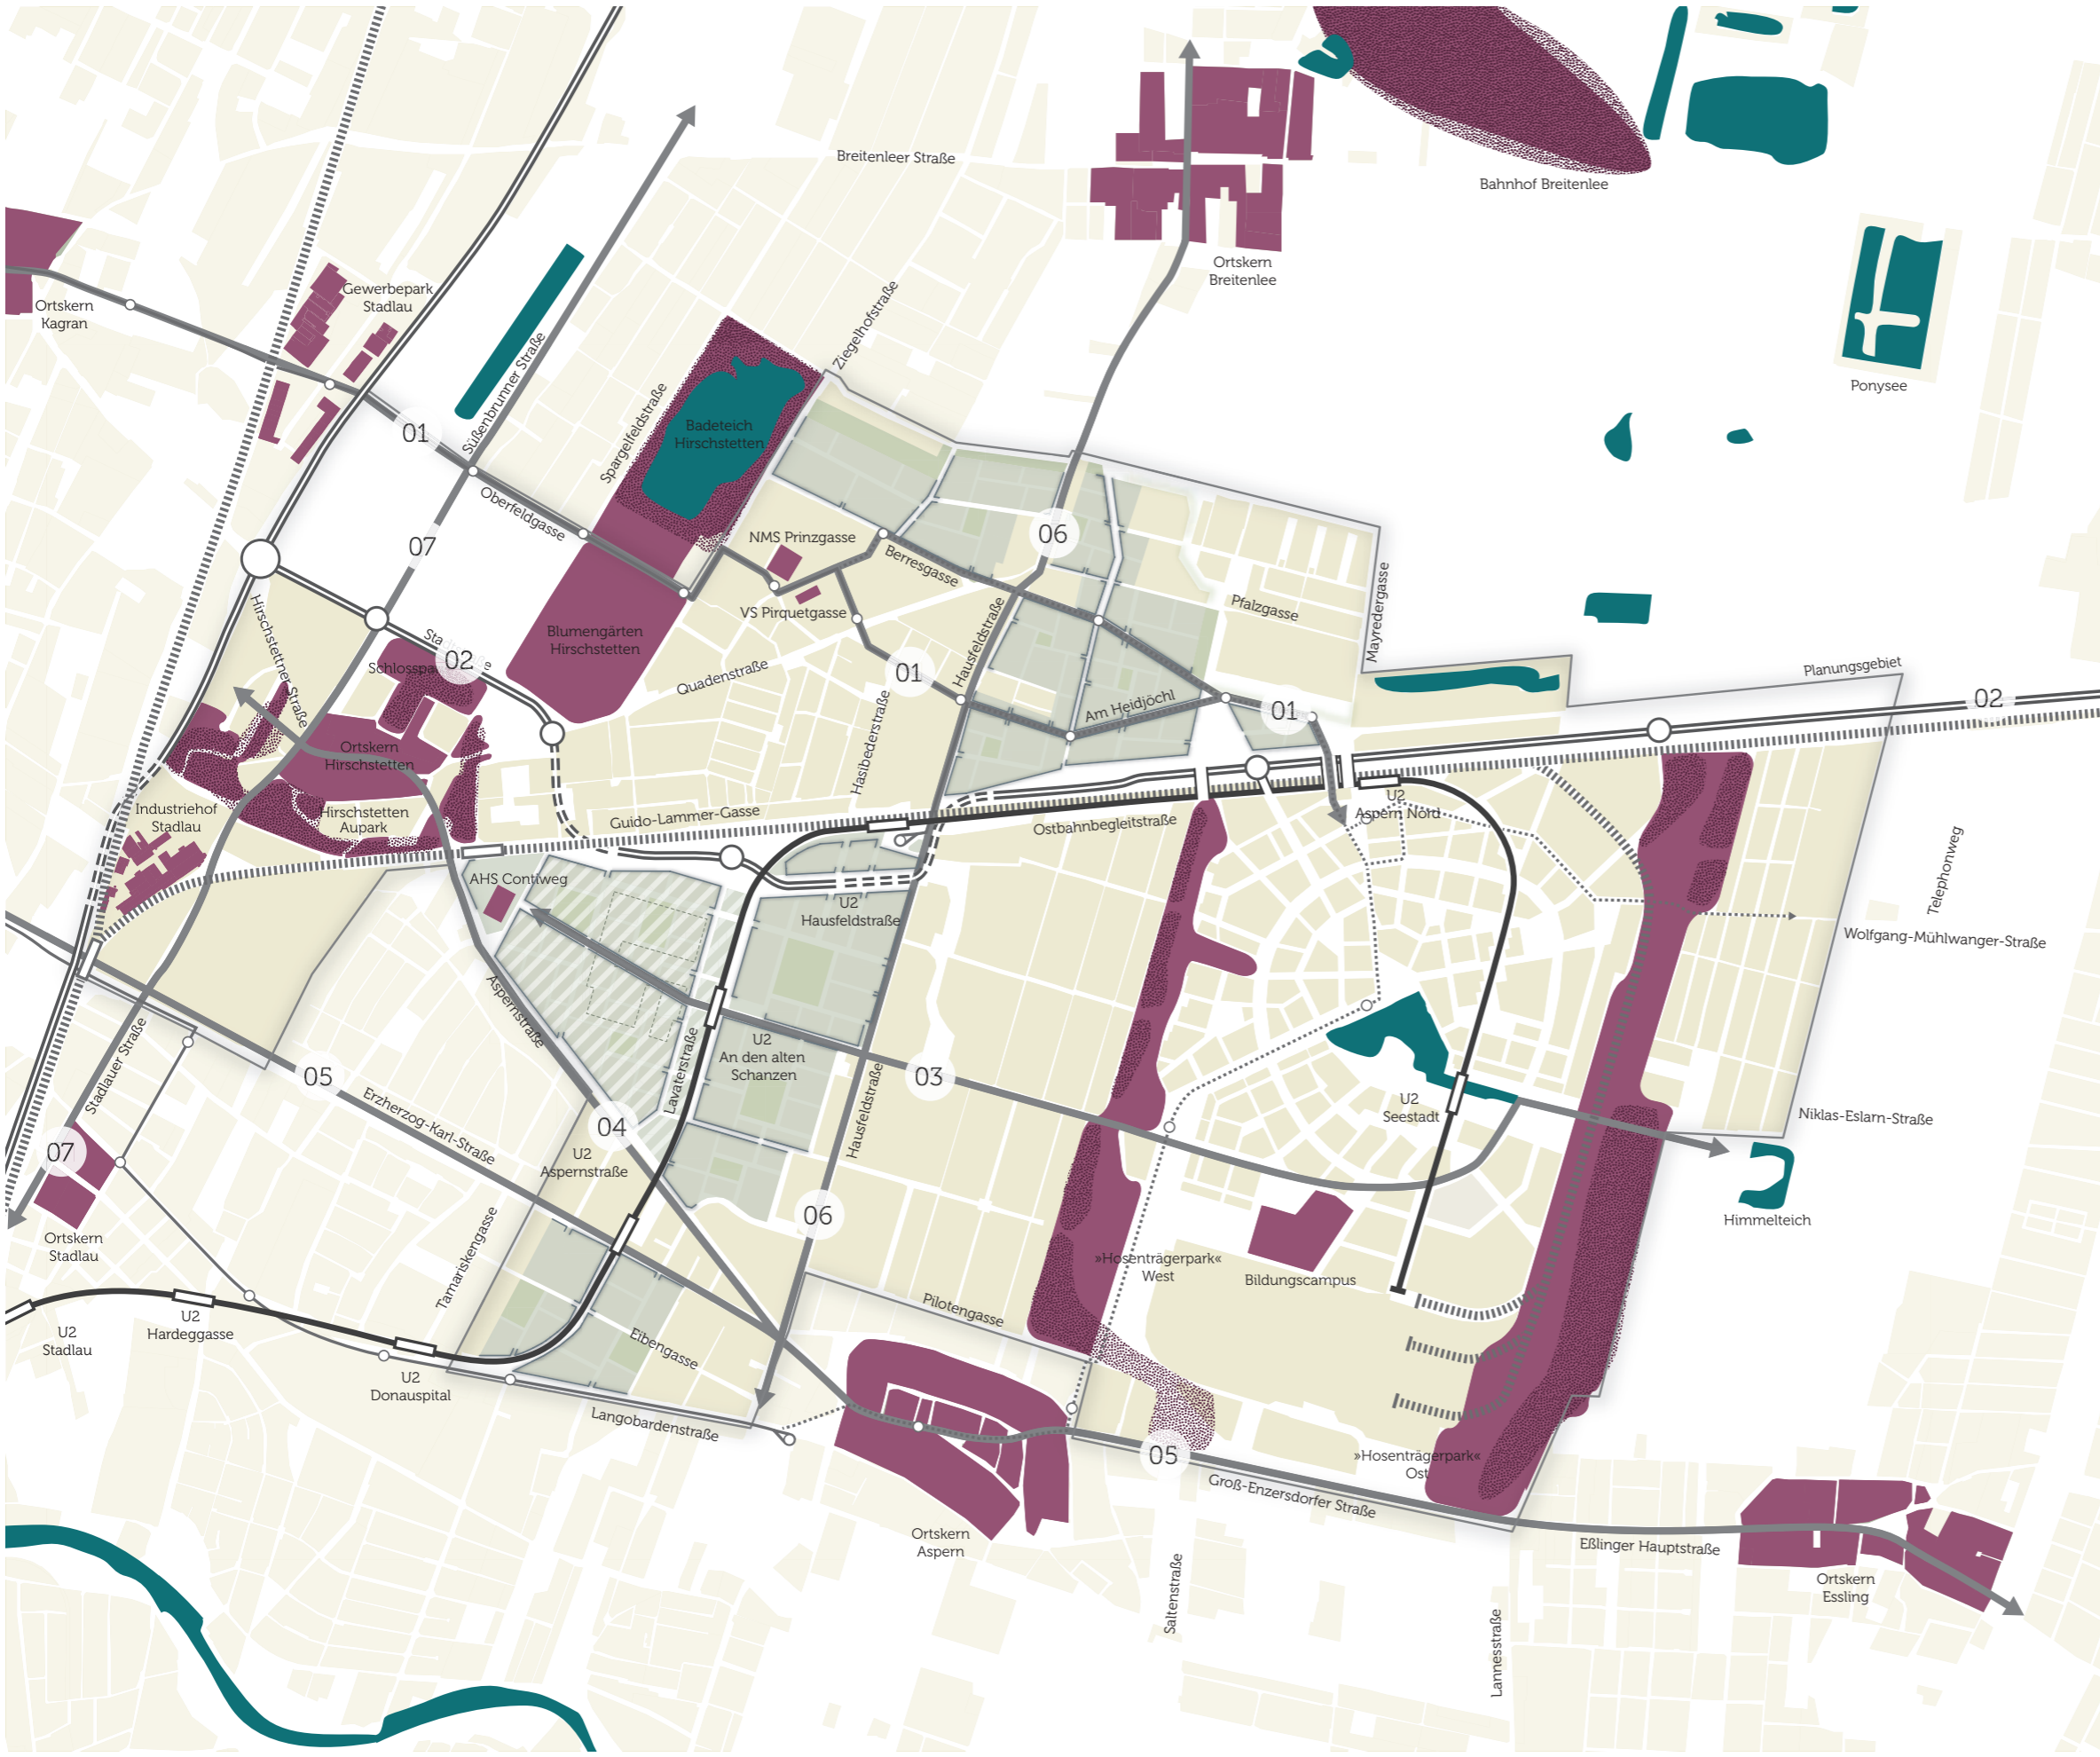 Breitenleer Straße
Bahnhof Breitenlee
Ortskern
Breitenlee
Ortskern
Kagran
Gewerbepark
Stadlau
Ziegelhofstraße
Süßenbrunner Straße
Spargelfeldstraße
Ponysee
01
Badeteich
Hirschstetten
Oberfeldgasse
07
NMS Prinzgasse
Berresgasse
06
VS Pirquetgasse
Pfalzgasse
Mayredergasse
Hirschstettner Straße
02
Blumengärten
Hirschstetten
Quadenstraße
01
Hausfeldstraße
Am Heidjöchl
01
Planungsgebiet
02
Ortskern
Hirschstetten
Hasibederstraße
Industriehof
Stadlau
Hirschstetten
Aupark
Guido-Lammer-Gasse
Ostbahnbegleitstraße
U2
Aspern Nord
Telephonweg
AHS Contiweg
U2
Hausfeldstraße
Wolfgang-Mühlwanger-Straße
Aspernstraße
Stadlauer Straße
Lavaterstraße
U2
An den alten
Schanzen
03
05
Erzherzog-Karl-Straße
04
Hausfeldstraße
U2
Seestadt
Niklas-Eslarn-Straße
07
U2
Aspernstraße
06
Himmelteich
Ortskern
Stadlau
Tamariskengasse
»Hosenträgerpark«
West
Bildungscampus
Pilotengasse
U2
Stadlau
U2
Hardeggasse
Eibengasse
U2
Donauspital
Langobardenstraße
05
»Hosenträgerpark«
Ost
Groß-Enzersdorfer Straße
Ortskern
Aspern
Eßlinger Hauptstraße
Ortskern
Essling
Saltenstraße
Lannesstraße